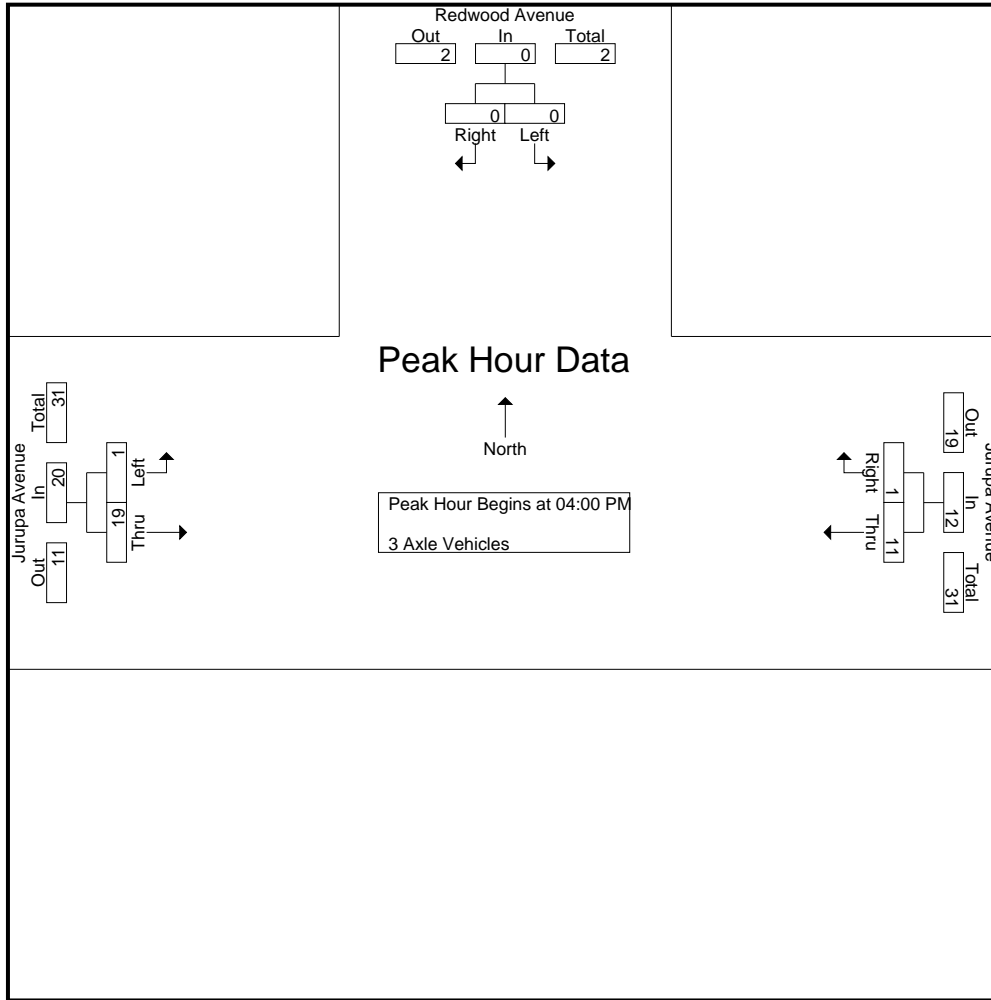 Redwood Avenue
Out In Total
2 0 2
0 0
Right Left
Peak Hour Data
North
Peak Hour Begins at 04:00 PM
3 Axle Vehicles
Jurupa Avenue
Total In Out
31 20 11
1 19
Left Thru
Right Thru
1 11
Out In Total
19 12 31
Jurupa Avenue